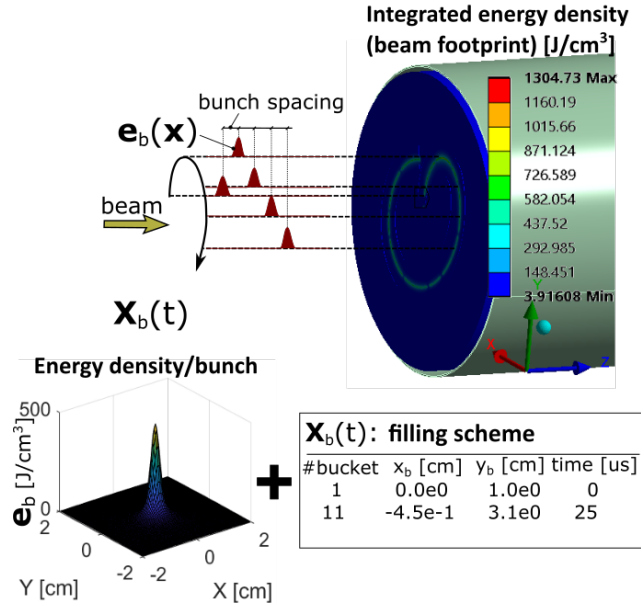 Integrated energy density
(beam footprint) [J/cm³]
1304.73 Max
1160.19
1015.66
871.124
726.589
582.054
437.52
292.985
148.451
3.91608 Min
bunch spacing
e_b(x)
beam
X_b(t)
Y
X
Z
Energy density/bunch
500
0
e_b [J/cm³]
2
0
-2
Y [cm]
-2
0
2
X [cm]
+
X_b(t): filling scheme
#bucket x_b [cm] y_b [cm] time [us]
1 0.0e0 1.0e0 0
11 -4.5e-1 3.1e0 25